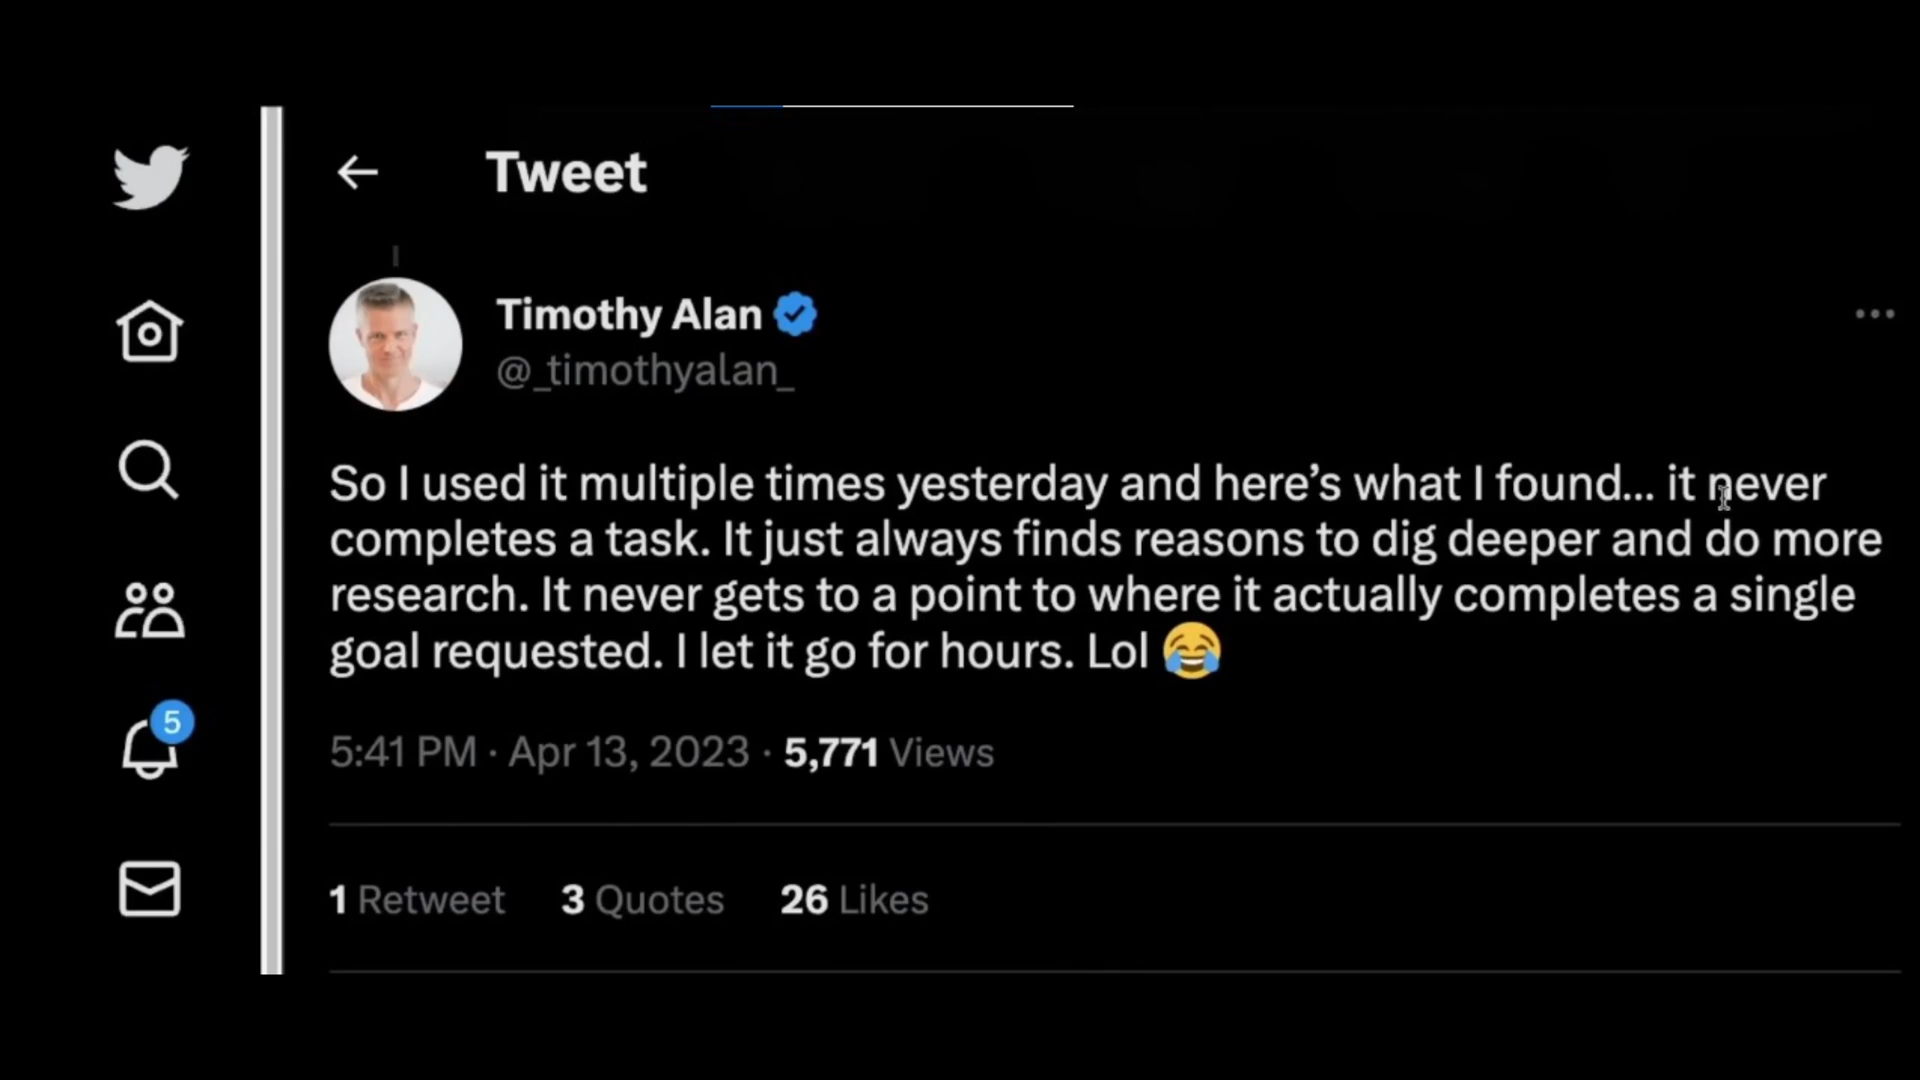 Tweet
Timothy Alan
@_timothyalan_
So I used it multiple times yesterday and here’s what I found... it never
completes a task. It just always finds reasons to dig deeper and do more
research. It never gets to a point to where it actually completes a single
goal requested. I let it go for hours. Lol 😂
5
5:41 PM · Apr 13, 2023 · 5,771 Views
1 Retweet 3 Quotes 26 Likes